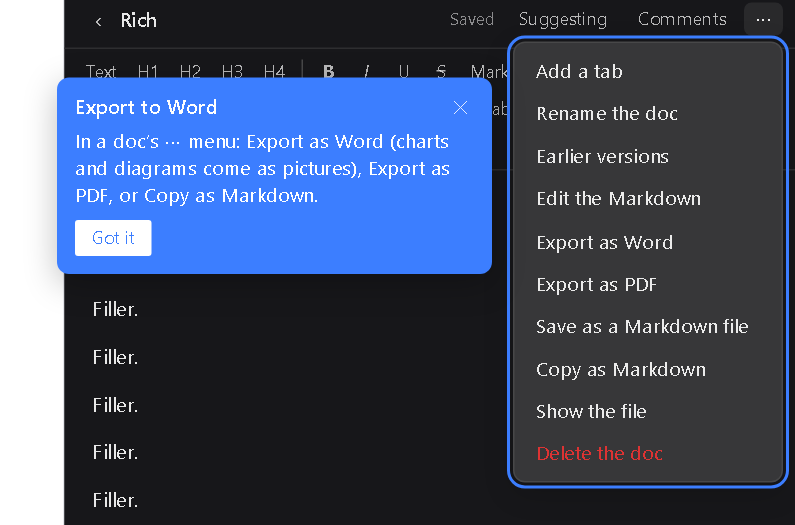 ‹ Rich Saved Suggesting Comments ···
Text H1 H2 H3 H4 B I U S
Export to Word
In a doc's ··· menu: Export as Word (charts
and diagrams come as pictures), Export as
PDF, or Copy as Markdown.
Got it
Filler.
Filler.
Filler.
Filler.
Filler.
Add a tab
Rename the doc
Earlier versions
Edit the Markdown
Export as Word
Export as PDF
Save as a Markdown file
Copy as Markdown
Show the file
Delete the doc